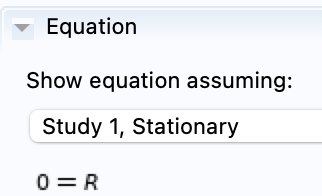 Equation
Show equation assuming:
Study 1, Stationary
0 = R